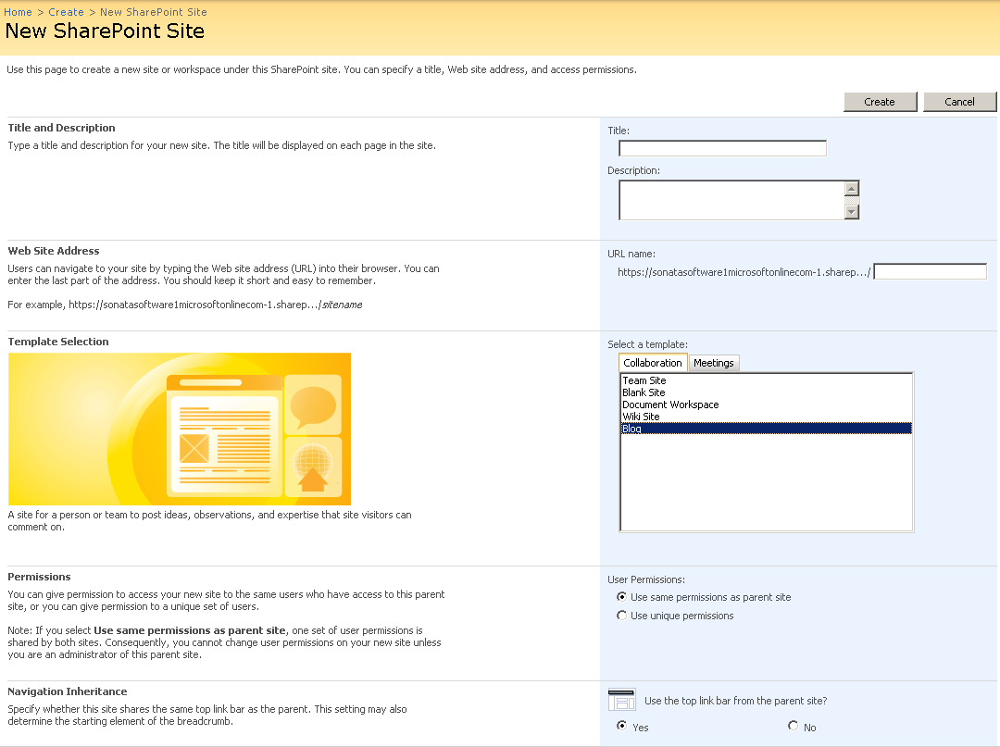 Home > Create > New SharePoint Site
New SharePoint Site
Use this page to create a new site or workspace under this SharePoint site. You can specify a title, Web site address, and access permissions.
Create
Cancel
Title and Description
Type a title and description for your new site. The title will be displayed on each page in the site.
Title:
Description:
Web Site Address
Users can navigate to your site by typing the Web site address (URL) into their browser. You can
enter the last part of the address. You should keep it short and easy to remember.
For example, https://sonatasoftware1microsoftonlinecom-1.sharep.../sitename
URL name:
https://sonatasoftware1microsoftonlinecom-1.sharep.../
Template Selection
A site for a person or team to post ideas, observations, and expertise that site visitors can
comment on.
Select a template:
Collaboration
Meetings
Team Site
Blank Site
Document Workspace
Wiki Site
Blog
Permissions
You can give permission to access your new site to the same users who have access to this parent
site, or you can give permission to a unique set of users.
Note: If you select Use same permissions as parent site, one set of user permissions is
shared by both sites. Consequently, you cannot change user permissions on your new site unless
you are an administrator of this parent site.
User Permissions:
Use same permissions as parent site
Use unique permissions
Navigation Inheritance
Specify whether this site shares the same top link bar as the parent. This setting may also
determine the starting element of the breadcrumb.
Use the top link bar from the parent site?
Yes
No